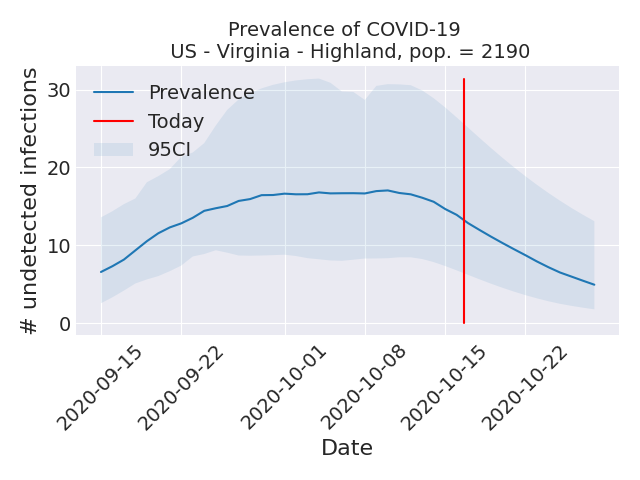 Prevalence of COVID-19
US - Virginia - Highland, pop. = 2190
# undetected infections
30
20
10
0
Prevalence
Today
95CI
2020-09-15
2020-09-22
2020-10-01
2020-10-08
2020-10-15
2020-10-22
Date